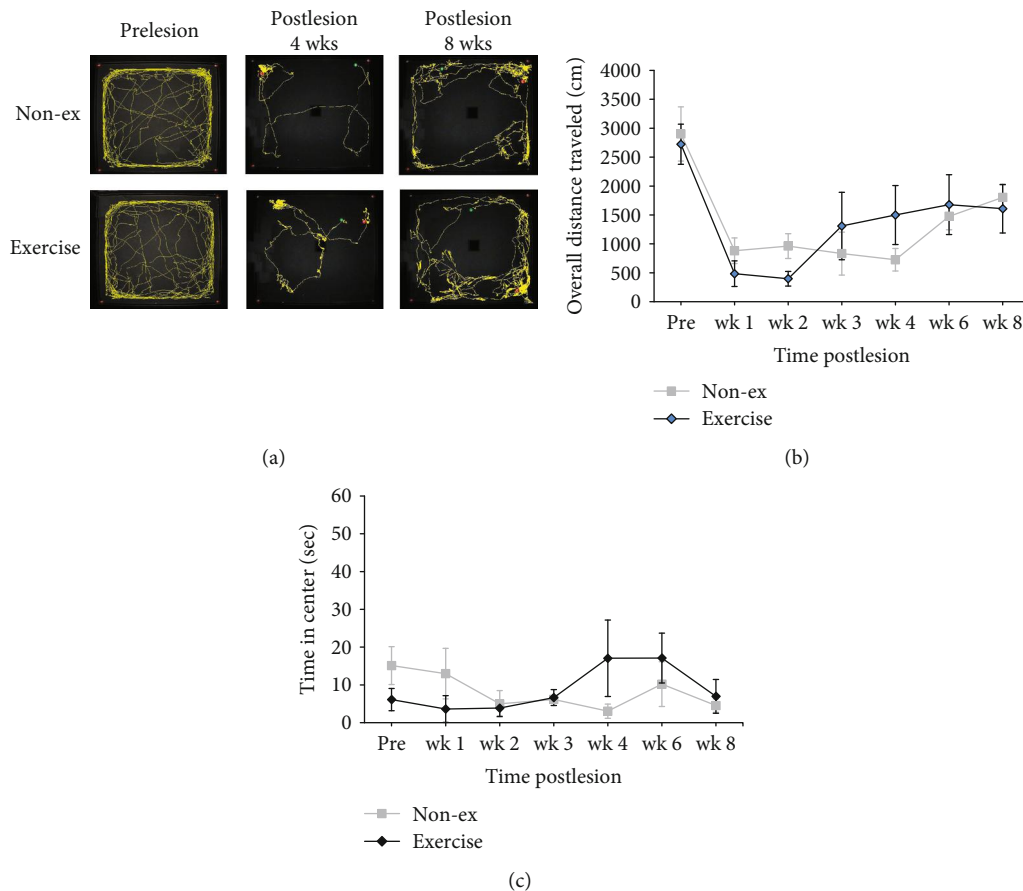 Prelesion
Postlesion
4 wks
Postlesion
8 wks
Non-ex
Exercise
(a)
Overall distance traveled (cm)
4000
3500
3000
2500
2000
1500
1000
500
0
Pre wk 1 wk 2 wk 3 wk 4 wk 6 wk 8
Time postlesion
Non-ex
Exercise
(b)
Time in center (sec)
60
50
40
30
20
10
0
Pre wk 1 wk 2 wk 3 wk 4 wk 6 wk 8
Time postlesion
Non-ex
Exercise
(c)